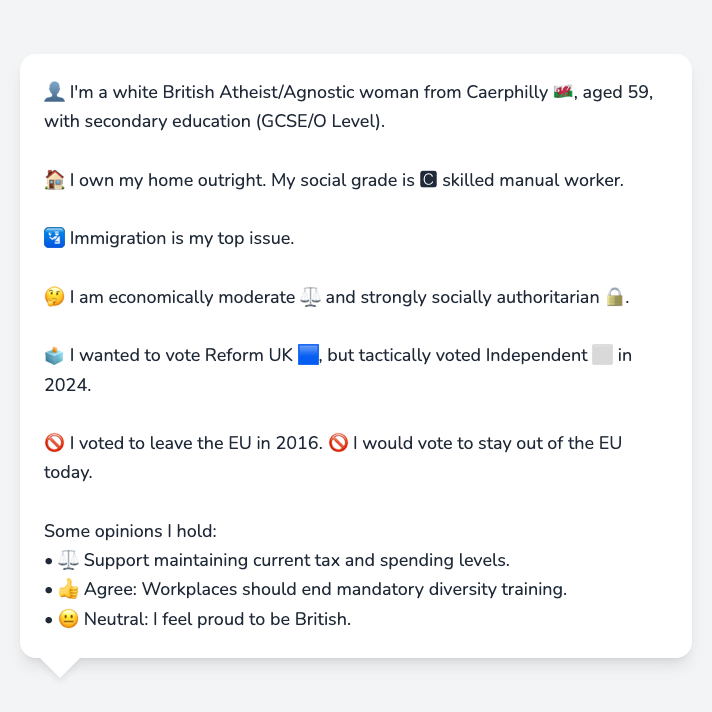 👤 I'm a white British Atheist/Agnostic woman from Caerphilly 🏴󠁧󠁢󠁷󠁬󠁳󠁿, aged 59,
with secondary education (GCSE/O Level).
🏠 I own my home outright. My social grade is C skilled manual worker.
🛂 Immigration is my top issue.
🤔 I am economically moderate ⚖️ and strongly socially authoritarian 🔒.
🗳️ I wanted to vote Reform UK 🟦, but tactically voted Independent ⬜ in
2024.
🚫 I voted to leave the EU in 2016. 🚫 I would vote to stay out of the EU
today.
Some opinions I hold:
• ⚖️ Support maintaining current tax and spending levels.
• 👍 Agree: Workplaces should end mandatory diversity training.
• 😐 Neutral: I feel proud to be British.